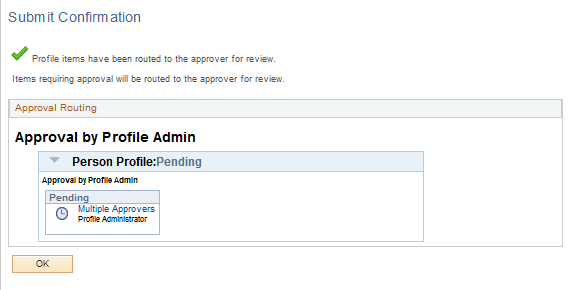 Submit Confirmation
Profile items have been routed to the approver for review.
Items requiring approval will be routed to the approver for review.
Approval Routing
Approval by Profile Admin
Person Profile:Pending
Approval by Profile Admin
Pending
Multiple Approvers
Profile Administrator
OK